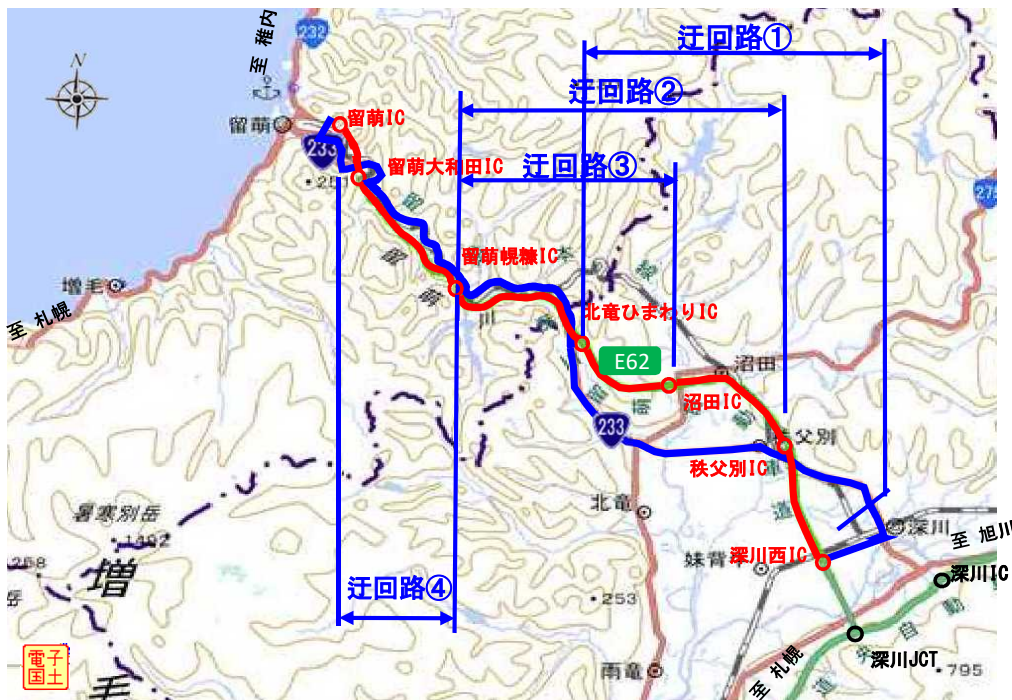 迂回路①
至 稚内
232
N
迂回路②
留萌
留萌IC
233
迂回路③
留萌大和田IC
・251
275
留萌幌糠IC
増毛
至 札幌
川
北竜ひまわりIC
E62
沼田
沼田IC
233
秩父別
秩父別IC
北竜
深川
暑寒別岳
・1492
至 旭川
妹背
深川西IC
深川IC
増
迂回路④
・253
深川JCT
雨竜
・795
至 札幌
電子
国土
毛